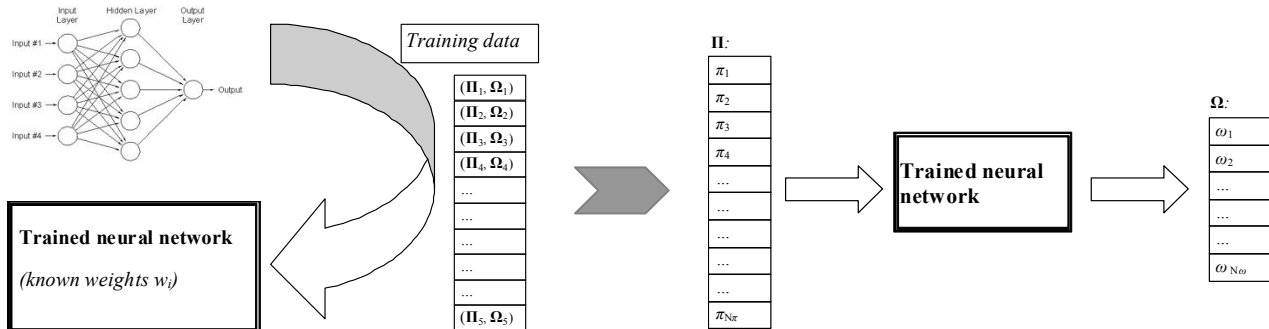 Input Layer
Hidden Layer
Output Layer
Input #1
Input #2
Input #3
Input #4
Output
Training data
(Π₁, Ω₁)
(Π₂, Ω₂)
(Π₃, Ω₃)
(Π₄, Ω₄)
...
...
...
...
...
(Π₅, Ω₅)
Trained neural network
(known weights wᵢ)
Π:
π₁
π₂
π₃
π₄
...
...
...
...
...
π_Nπ
Trained neural
network
Ω:
ω₁
ω₂
...
...
...
ω_Nω